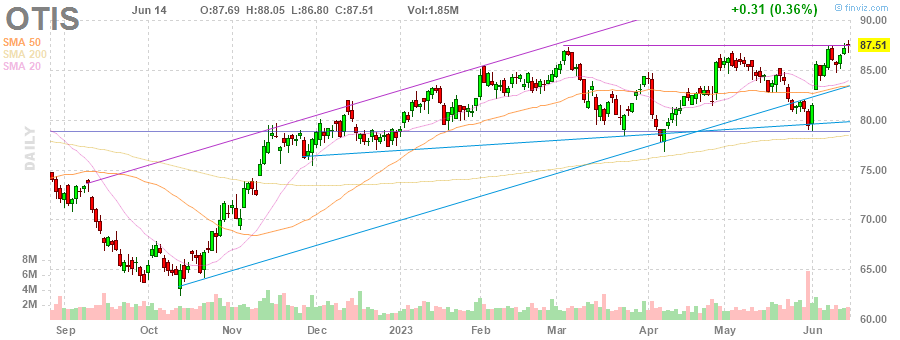 OTIS Jun 14 O:87.69 H:88.05 L:86.80 C:87.51 Vol:1.85M +0.31 (0.36%) © finviz.com
SMA 50
SMA 200
SMA 20
DAILY
90.00
87.51
85.00
80.00
75.00
70.00
65.00
60.00
8M
6M
4M
2M
Sep Oct Nov Dec 2023 Feb Mar Apr May Jun